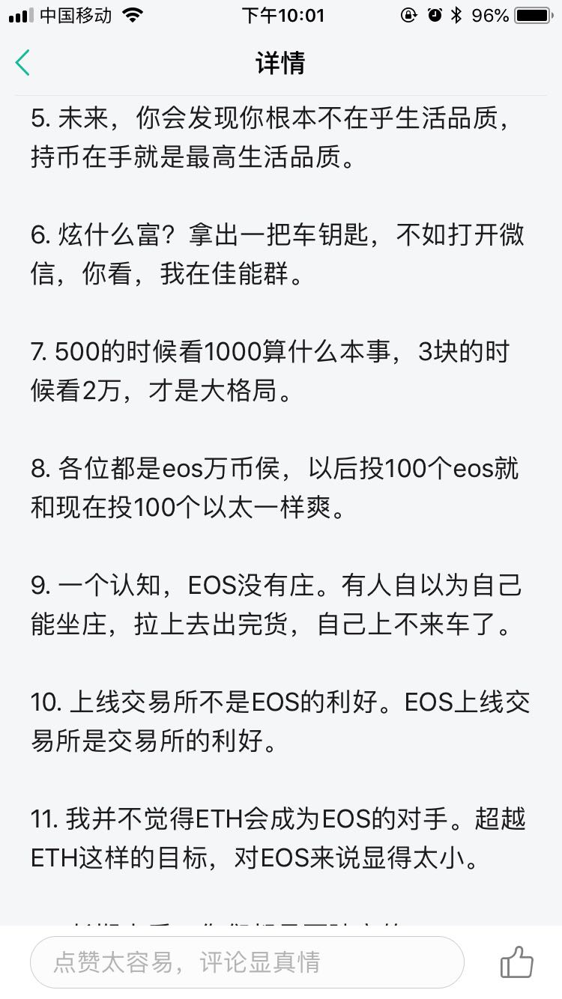 中国移动
下午10:01
96%
详情
5. 未来，你会发现你根本不在乎生活品质，
持币在手就是最高生活品质。
6. 炫什么富？拿出一把车钥匙，不如打开微
信，你看，我在佳能群。
7. 500的时候看1000算什么本事，3块的时
候看2万，才是大格局。
8. 各位都是eos万币侯，以后投100个eos就
和现在投100个以太一样爽。
9. 一个认知，EOS没有庄。有人自以为自己
能坐庄，拉上去出完货，自己上不来车了。
10. 上线交易所不是EOS的利好。EOS上线交
易所是交易所的利好。
11. 我并不觉得ETH会成为EOS的对手。超越
ETH这样的目标，对EOS来说显得太小。
点赞太容易，评论显真情